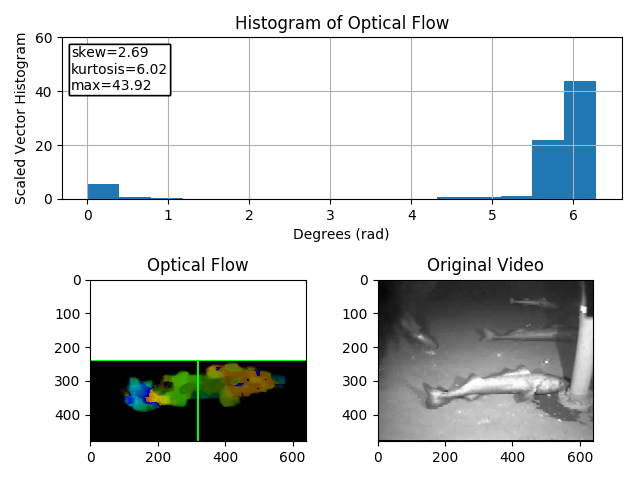 Histogram of Optical Flow
60
40
20
0
Scaled Vector Histogram
skew=2.69
kurtosis=6.02
max=43.92
0 1 2 3 4 5 6
Degrees (rad)
Optical Flow
0
100
200
300
400
0 200 400 600
Original Video
0
100
200
300
400
0 200 400 600